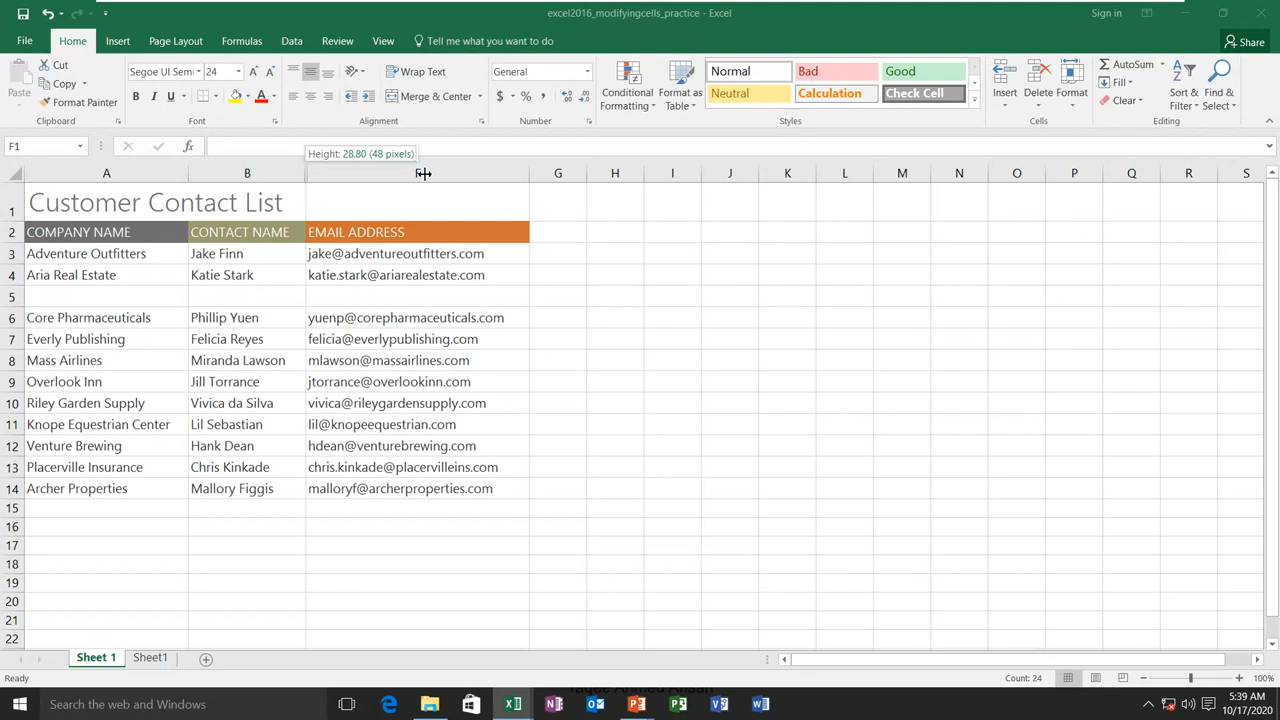 excel2016_modifyingcells_practice - Excel
Sign in
File Home Insert Page Layout Formulas Data Review View Tell me what you want to do Share
Paste
Cut
Copy
Format Painter
Clipboard
Segoe UI Semi 24
B I U
Font
Wrap Text
Merge & Center
Alignment
General
$ % ,
Number
Conditional Formatting
Format as Table
Normal Bad Good
Neutral Calculation Check Cell
Styles
Insert Delete Format
Cells
AutoSum
Fill
Clear
Sort & Filter
Find & Select
Editing
F1 fx
Height: 28.80 (48 pixels)
A B F G H I J K L M N O P Q R S
1 Customer Contact List
2 COMPANY NAME CONTACT NAME EMAIL ADDRESS
3 Adventure Outfitters Jake Finn jake@adventureoutfitters.com
4 Aria Real Estate Katie Stark katie.stark@ariarealestate.com
5
6 Core Pharmaceuticals Phillip Yuen yuenp@corepharmaceuticals.com
7 Everly Publishing Felicia Reyes felicia@everlypublishing.com
8 Mass Airlines Miranda Lawson mlawson@massairlines.com
9 Overlook Inn Jill Torrance jtorrance@overlookinn.com
10 Riley Garden Supply Vivica da Silva vivica@rileygardensupply.com
11 Knope Equestrian Center Lil Sebastian lil@knopeequestrian.com
12 Venture Brewing Hank Dean hdean@venturebrewing.com
13 Placerville Insurance Chris Kinkade chris.kinkade@placervilleins.com
14 Archer Properties Mallory Figgis malloryf@archerproperties.com
15
16
17
18
19
20
21
22
Sheet 1 Sheet1
Ready Count: 24 100%
Search the web and Windows
5:39 AM
10/17/2020